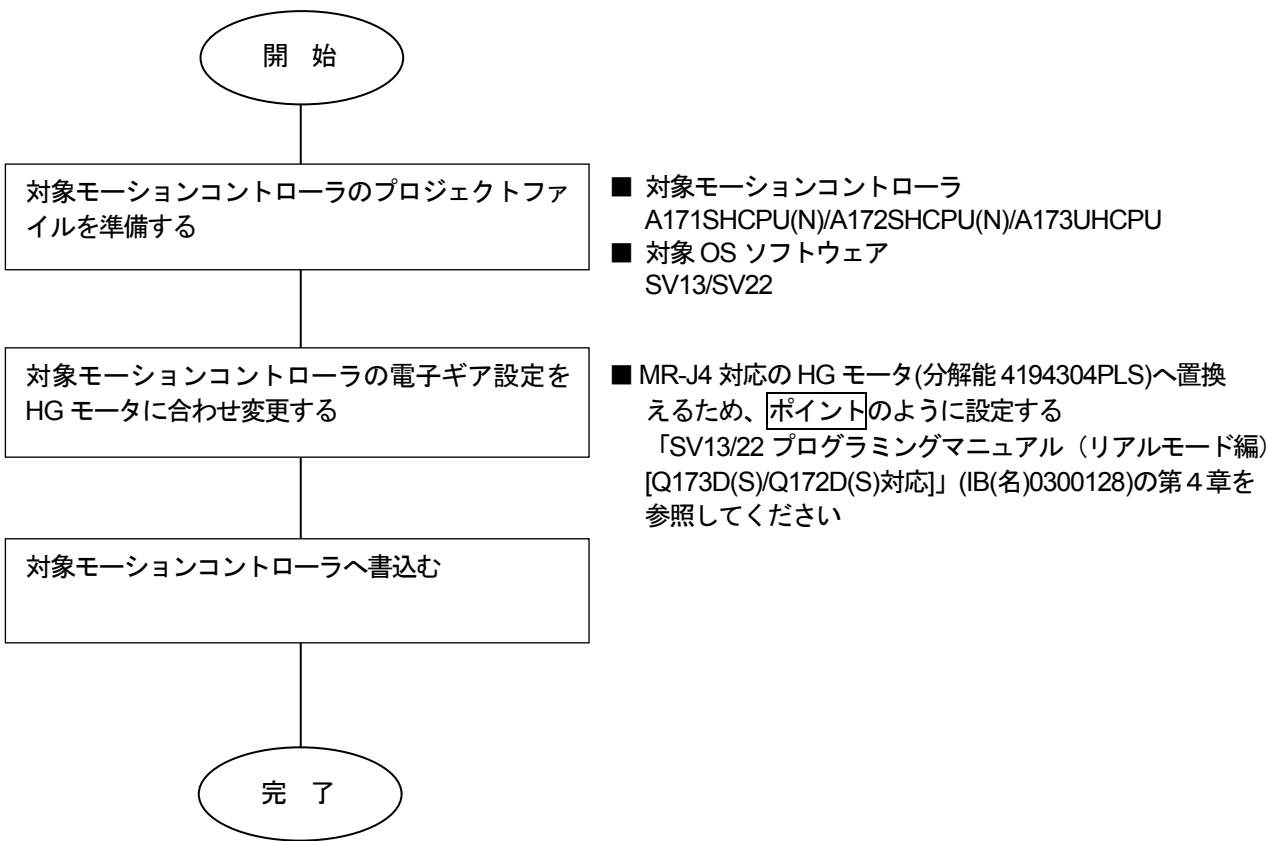 開 始
対象モーションコントローラのプロジェクトファ
イルを準備する
■ 対象モーションコントローラ
A171SHCPU(N)/A172SHCPU(N)/A173UHCPU
■ 対象 OS ソフトウェア
SV13/SV22
対象モーションコントローラの電子ギア設定を
HG モータに合わせ変更する
■ MR-J4 対応の HG モータ(分解能 4194304PLS)へ置換
えるため、ポイントのように設定する
「SV13/22 プログラミングマニュアル（リアルモード編）
[Q173D(S)/Q172D(S)対応]」(IB(名)0300128)の第４章を
参照してください
対象モーションコントローラへ書込む
完 了